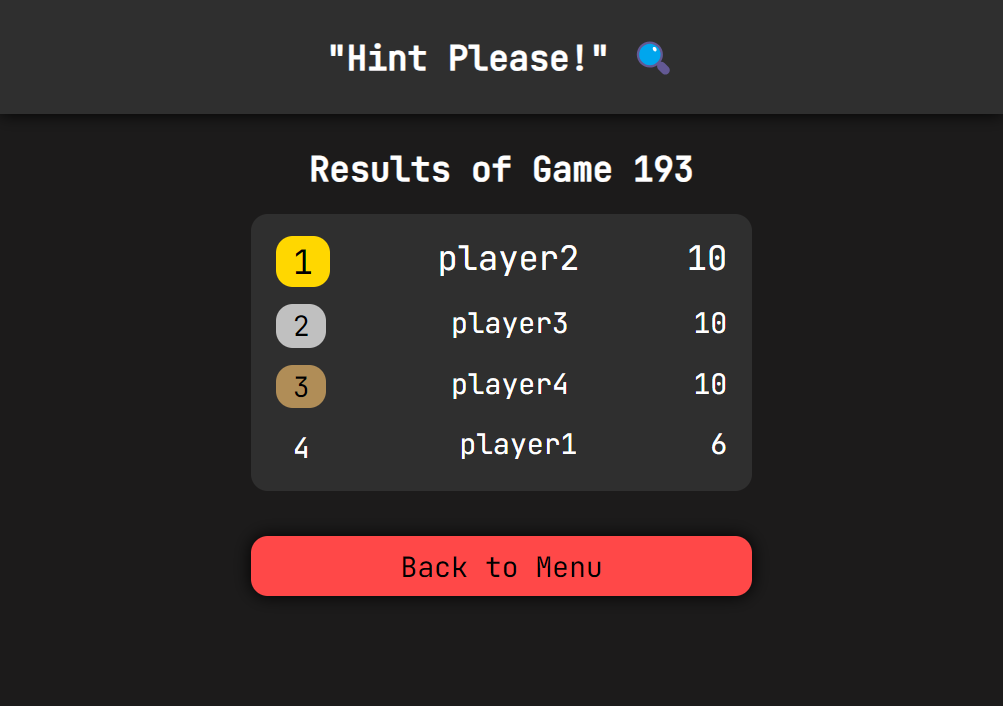 "Hint Please!" 🔍
Results of Game 193
1 player2 10
2 player3 10
3 player4 10
4 player1 6
Back to Menu